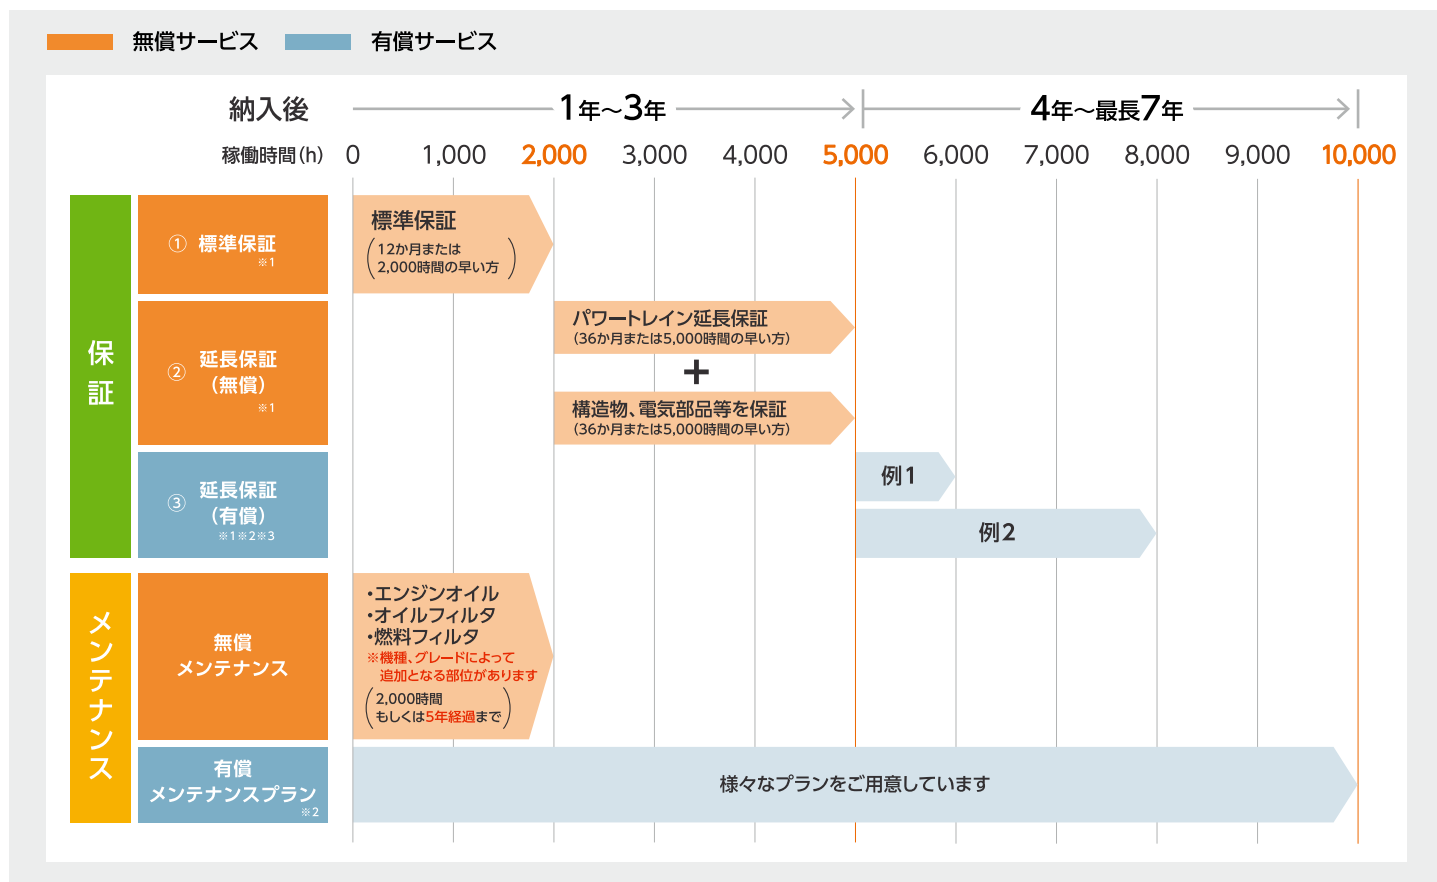 無償サービス 有償サービス
納入後 1年～3年 4年～最長7年
稼働時間(h) 0 1,000 2,000 3,000 4,000 5,000 6,000 7,000 8,000 9,000 10,000
保証
① 標準保証
※1
標準保証
(12か月または
2,000時間の早い方)
② 延長保証
(無償)
※1
パワートレイン延長保証
(36か月または5,000時間の早い方)
+
構造物、電気部品等を保証
(36か月または5,000時間の早い方)
③ 延長保証
(有償)
※1※2※3
例1
例2
メンテナンス
無償
メンテナンス
・エンジンオイル
・オイルフィルタ
・燃料フィルタ
※機種、グレードによって
追加となる部位があります
(2,000時間
もしくは5年経過まで)
有償
メンテナンスプラン
※2
様々なプランをご用意しています